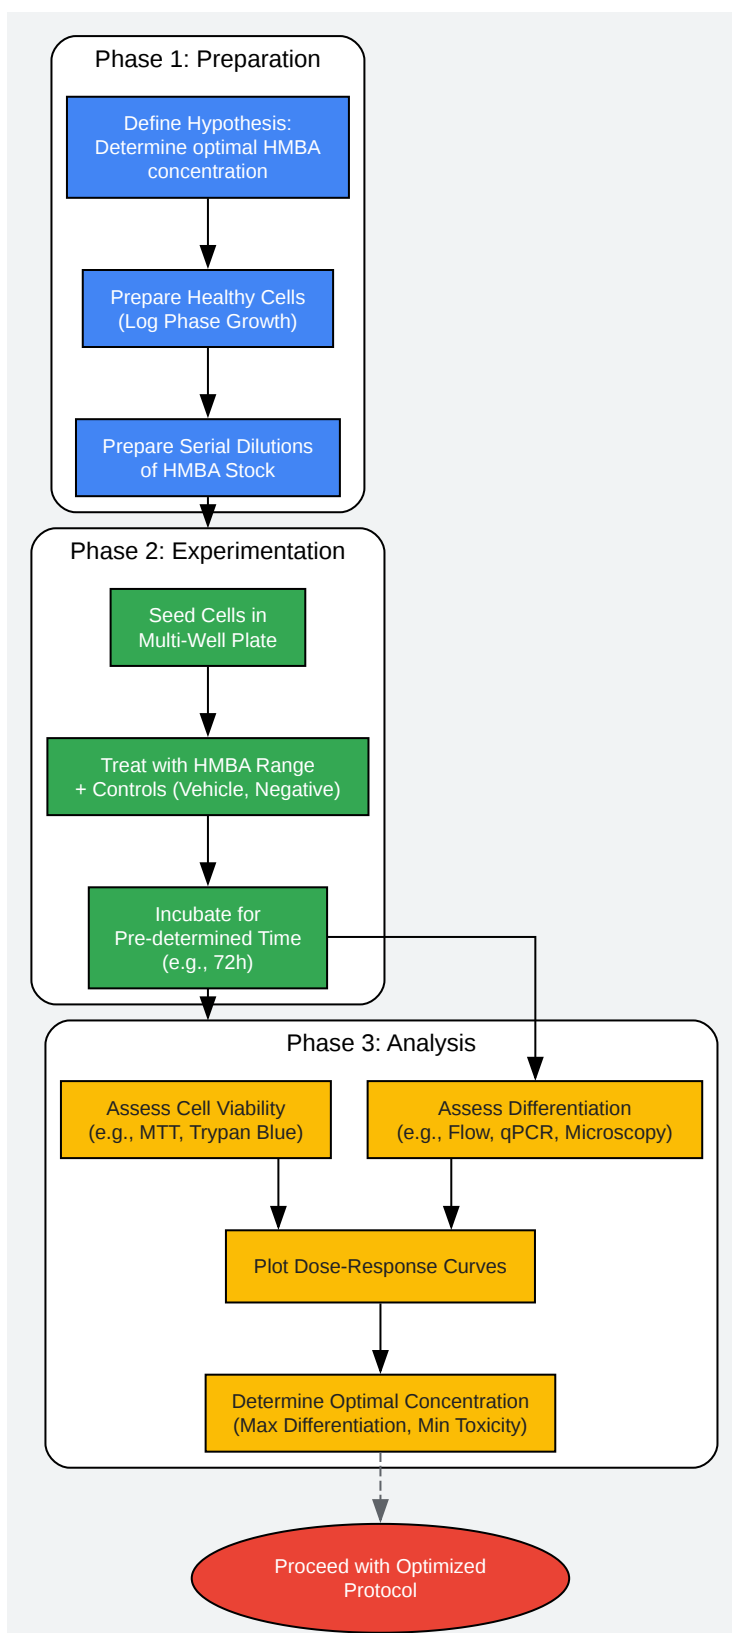 Phase 1: Preparation
Define Hypothesis:
Determine optimal HMBA
concentration
Prepare Healthy Cells
(Log Phase Growth)
Prepare Serial Dilutions
of HMBA Stock
Phase 2: Experimentation
Seed Cells in
Multi-Well Plate
Treat with HMBA Range
+ Controls (Vehicle, Negative)
Incubate for
Pre-determined Time
(e.g., 72h)
Phase 3: Analysis
Assess Cell Viability
(e.g., MTT, Trypan Blue)
Assess Differentiation
(e.g., Flow, qPCR, Microscopy)
Plot Dose-Response Curves
Determine Optimal Concentration
(Max Differentiation, Min Toxicity)
Proceed with Optimized
Protocol